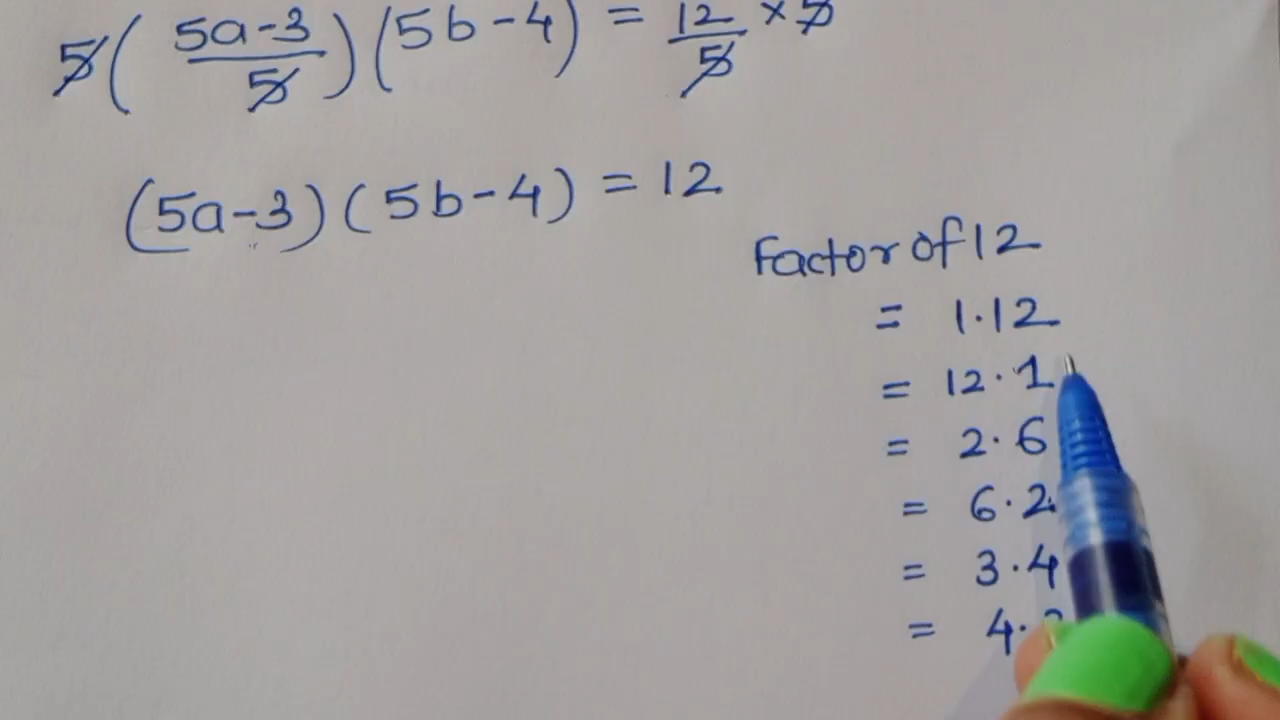 5(5a-3/5)(5b-4) = 12/5 × 5
(5a-3)(5b-4) = 12
Factor of 12
= 1.12
= 12.1
= 2.6
= 6.2
= 3.4
= 4.